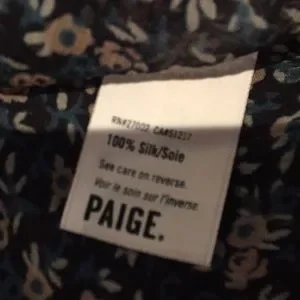 100% Silk/Soie
See care on reverse.
Voir le soin sur l'inverse.
PAIGE.